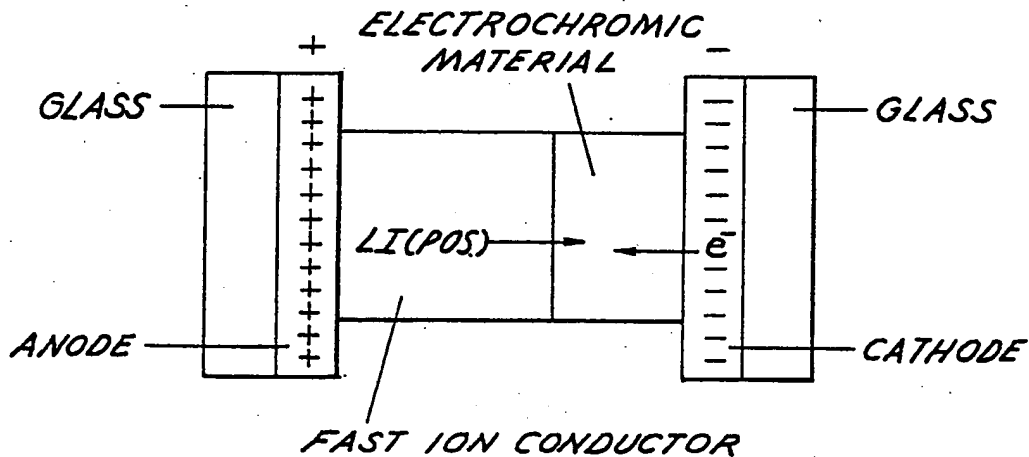 ELECTROCHROMIC
MATERIAL
+
−
GLASS
GLASS
+
+
+
+
+
+
+
+
+
+
+
+
−
−
−
−
−
−
−
−
−
−
−
LI(POS.)
e⁻
ANODE
CATHODE
FAST ION CONDUCTOR